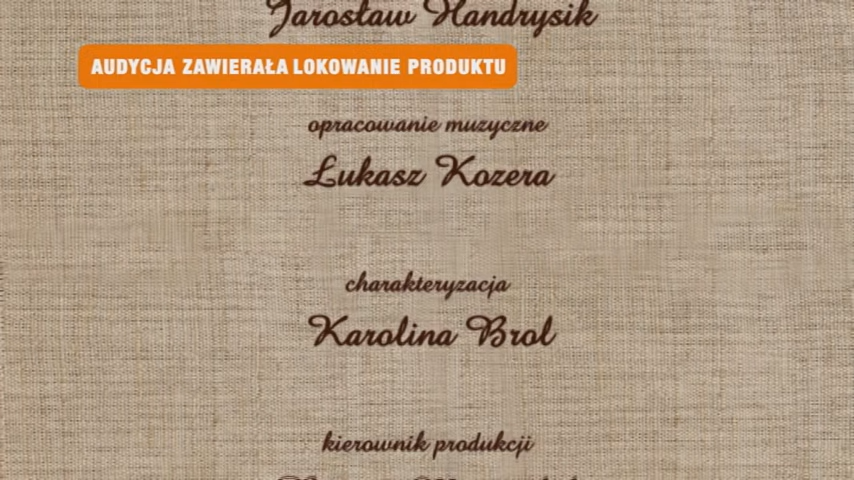 Jarosław Handrysik
AUDYCJA ZAWIERAŁA LOKOWANIE PRODUKTU
opracowanie muzyczne
Łukasz Kozera
charakteryzacja
Karolina Brol
kierownik produkcji